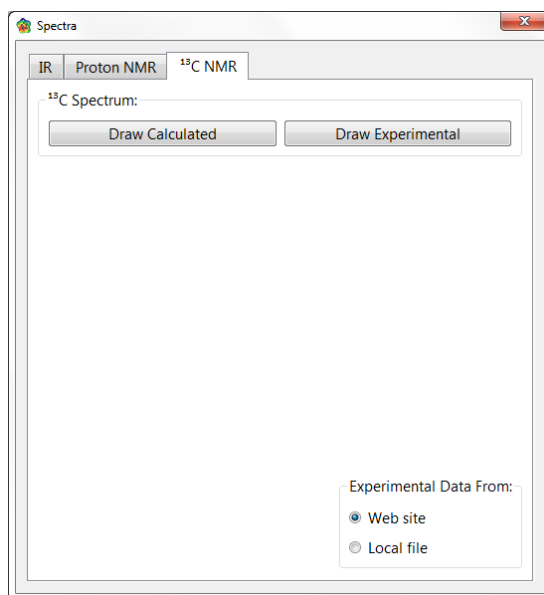 Spectra
IR Proton NMR ¹³C NMR
¹³C Spectrum:
Draw Calculated Draw Experimental
Experimental Data From:
Web site
Local file